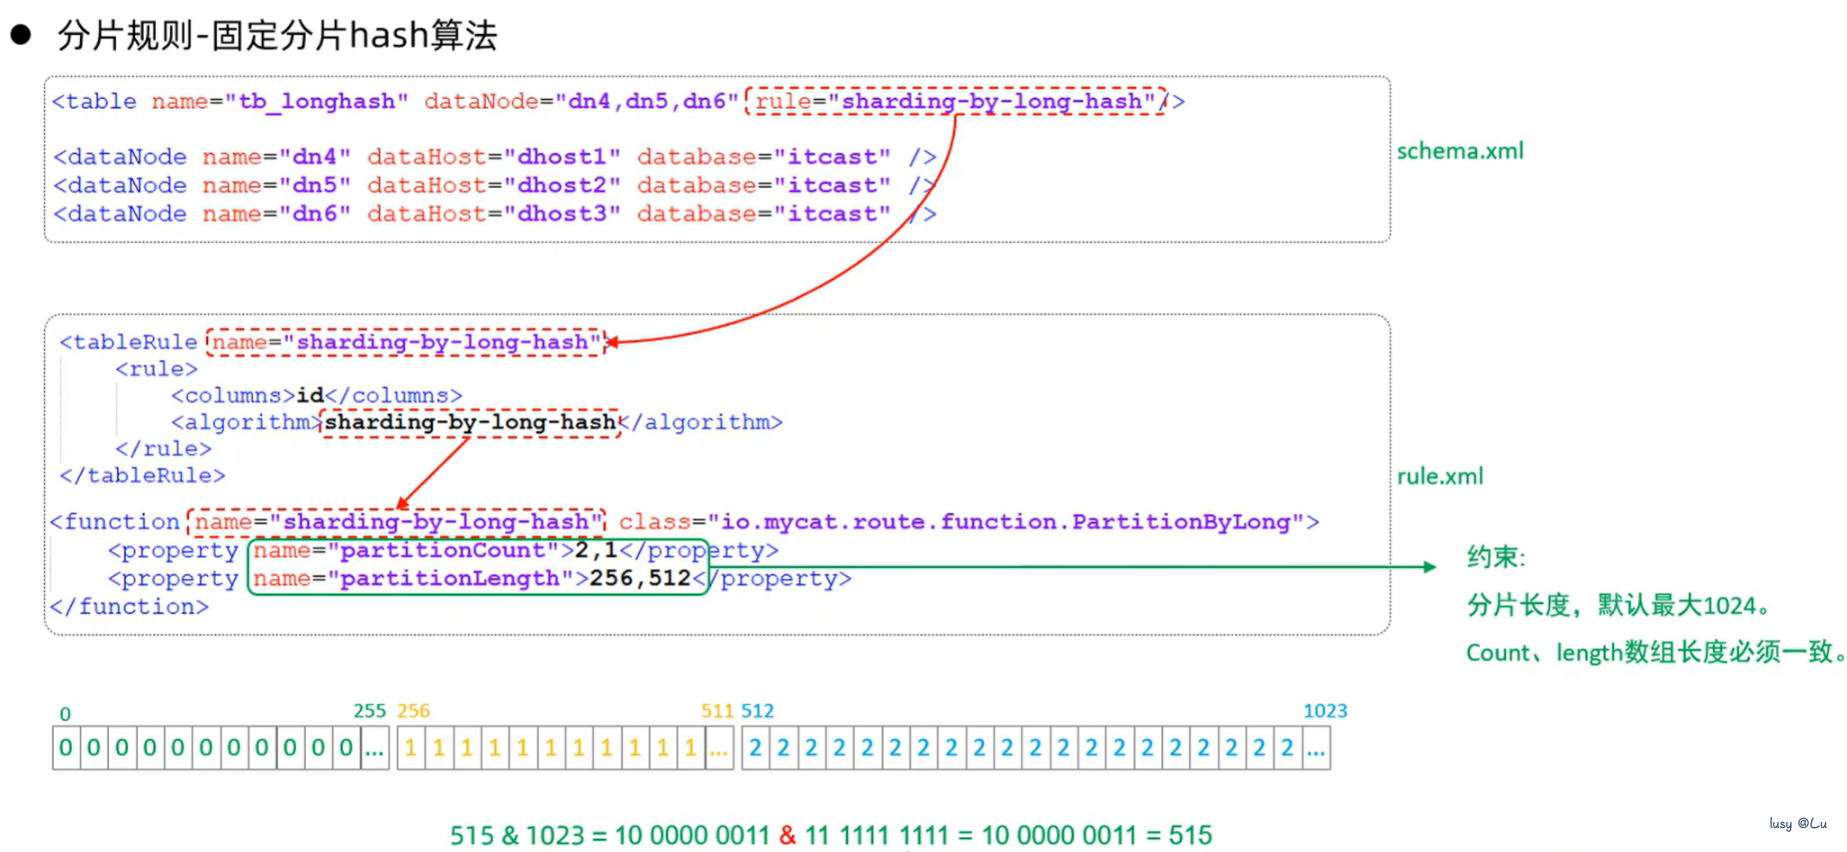 ● 分片规则-固定分片hash算法
<table name="tb_longhash" dataNode="dn4,dn5,dn6" rule="sharding-by-long-hash"/>
<dataNode name="dn4" dataHost="dhost1" database="itcast" />
<dataNode name="dn5" dataHost="dhost2" database="itcast" />
<dataNode name="dn6" dataHost="dhost3" database="itcast" />
schema.xml
<tableRule name="sharding-by-long-hash">
<rule>
<columns>id</columns>
<algorithm>sharding-by-long-hash</algorithm>
</rule>
</tableRule>
<function name="sharding-by-long-hash" class="io.mycat.route.function.PartitionByLong">
<property name="partitionCount">2,1</property>
<property name="partitionLength">256,512</property>
</function>
rule.xml
约束:
分片长度，默认最大1024。
Count、length数组长度必须一致。
0 255 256 511 512 1023
0 0 0 0 0 0 0 0 0 0 0 ... 1 1 1 1 1 1 1 1 1 1 1 ... 2 2 2 2 2 2 2 2 2 2 2 2 2 2 2 2 2 2 2 2 ...
515 & 1023 = 10 0000 0011 & 11 1111 1111 = 10 0000 0011 = 515
lusy @Lu